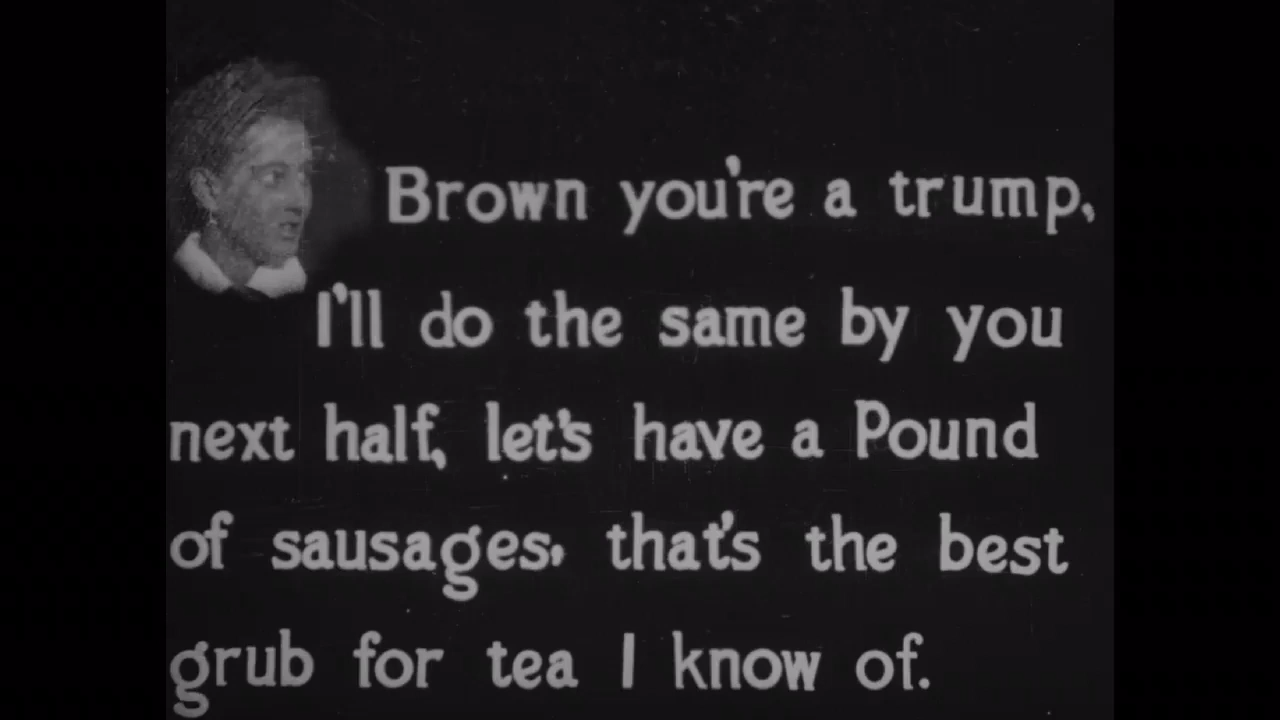 Brown you're a trump,
I'll do the same by you
next half, let's have a Pound
of sausages, that's the best
grub for tea I know of.